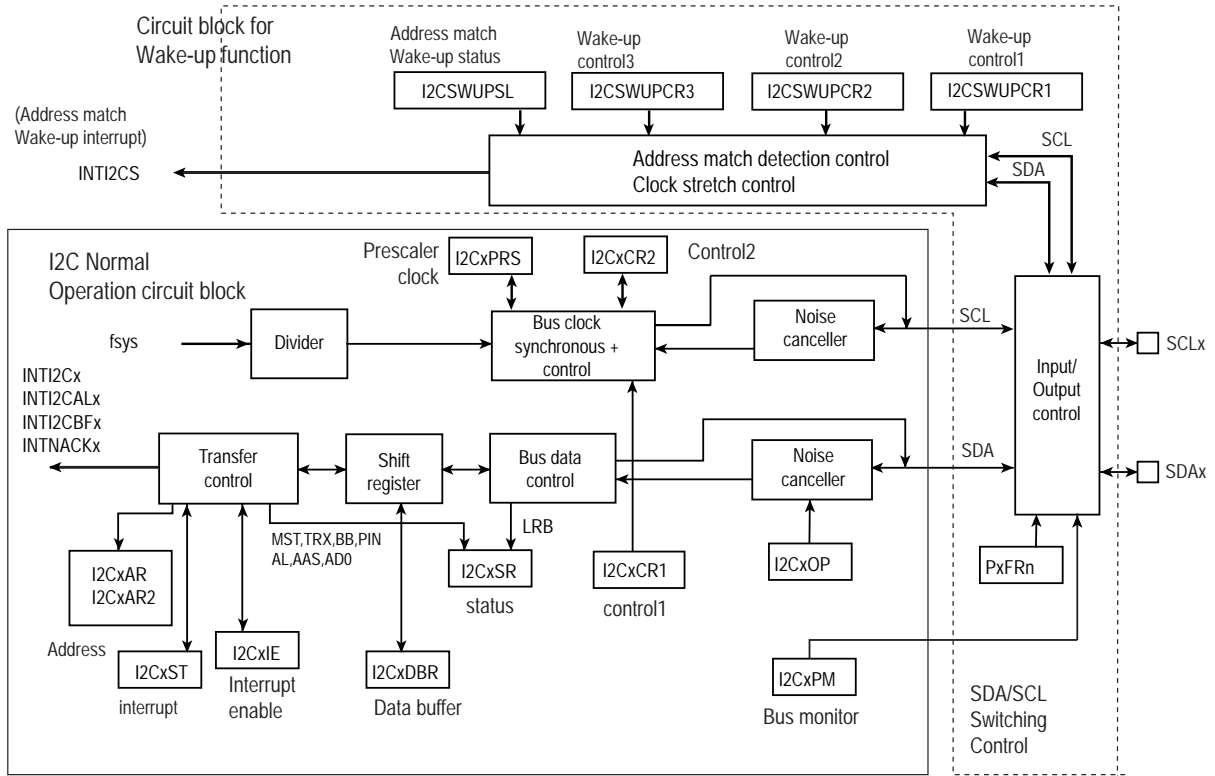 Circuit block for
Wake-up function
Address match
Wake-up status
Wake-up
control3
Wake-up
control2
Wake-up
control1
I2CSWUPSL
I2CSWUPCR3
I2CSWUPCR2
I2CSWUPCR1
(Address match
Wake-up interrupt)
INTI2CS
Address match detection control
Clock stretch control
SCL
SDA
I2C Normal
Operation circuit block
Prescaler
clock
I2CxPRS
I2CxCR2
Control2
fsys
Divider
Bus clock
synchronous +
control
Noise
canceller
SCL
Input/
Output
control
SCLx
INTI2Cx
INTI2CALx
INTI2CBFx
INTNACKx
Transfer
control
Shift
register
Bus data
control
Noise
canceller
SDA
SDAx
MST,TRX,BB,PIN
AL,AAS,AD0
LRB
I2CxAR
I2CxAR2
Address
I2CxSR
status
I2CxCR1
control1
I2CxOP
PxFRn
I2CxST
interrupt
I2CxIE
Interrupt
enable
I2CxDBR
Data buffer
I2CxPM
Bus monitor
SDA/SCL
Switching
Control